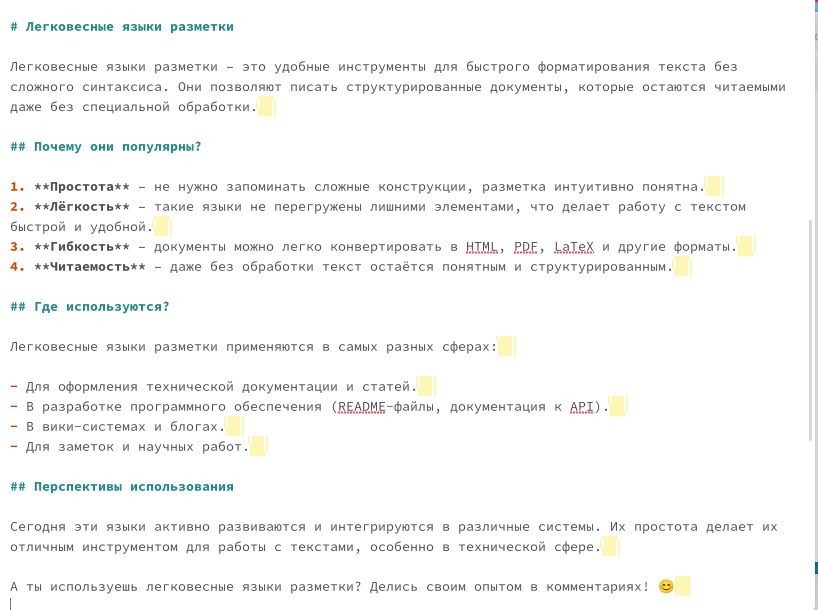 # Легковесные языки разметки
Легковесные языки разметки – это удобные инструменты для быстрого форматирования текста без
сложного синтаксиса. Они позволяют писать структурированные документы, которые остаются читаемыми
даже без специальной обработки.
## Почему они популярны?
1. **Простота** – не нужно запоминать сложные конструкции, разметка интуитивно понятна.
2. **Лёгкость** – такие языки не перегружены лишними элементами, что делает работу с текстом
быстрой и удобной.
3. **Гибкость** – документы можно легко конвертировать в HTML, PDF, LaTeX и другие форматы.
4. **Читаемость** – даже без обработки текст остаётся понятным и структурированным.
## Где используются?
Легковесные языки разметки применяются в самых разных сферах:
- Для оформления технической документации и статей.
- В разработке программного обеспечения (README-файлы, документация к API).
- В вики-системах и блогах.
- Для заметок и научных работ.
## Перспективы использования
Сегодня эти языки активно развиваются и интегрируются в различные системы. Их простота делает их
отличным инструментом для работы с текстами, особенно в технической сфере.
А ты используешь легковесные языки разметки? Делись своим опытом в комментариях! 😊